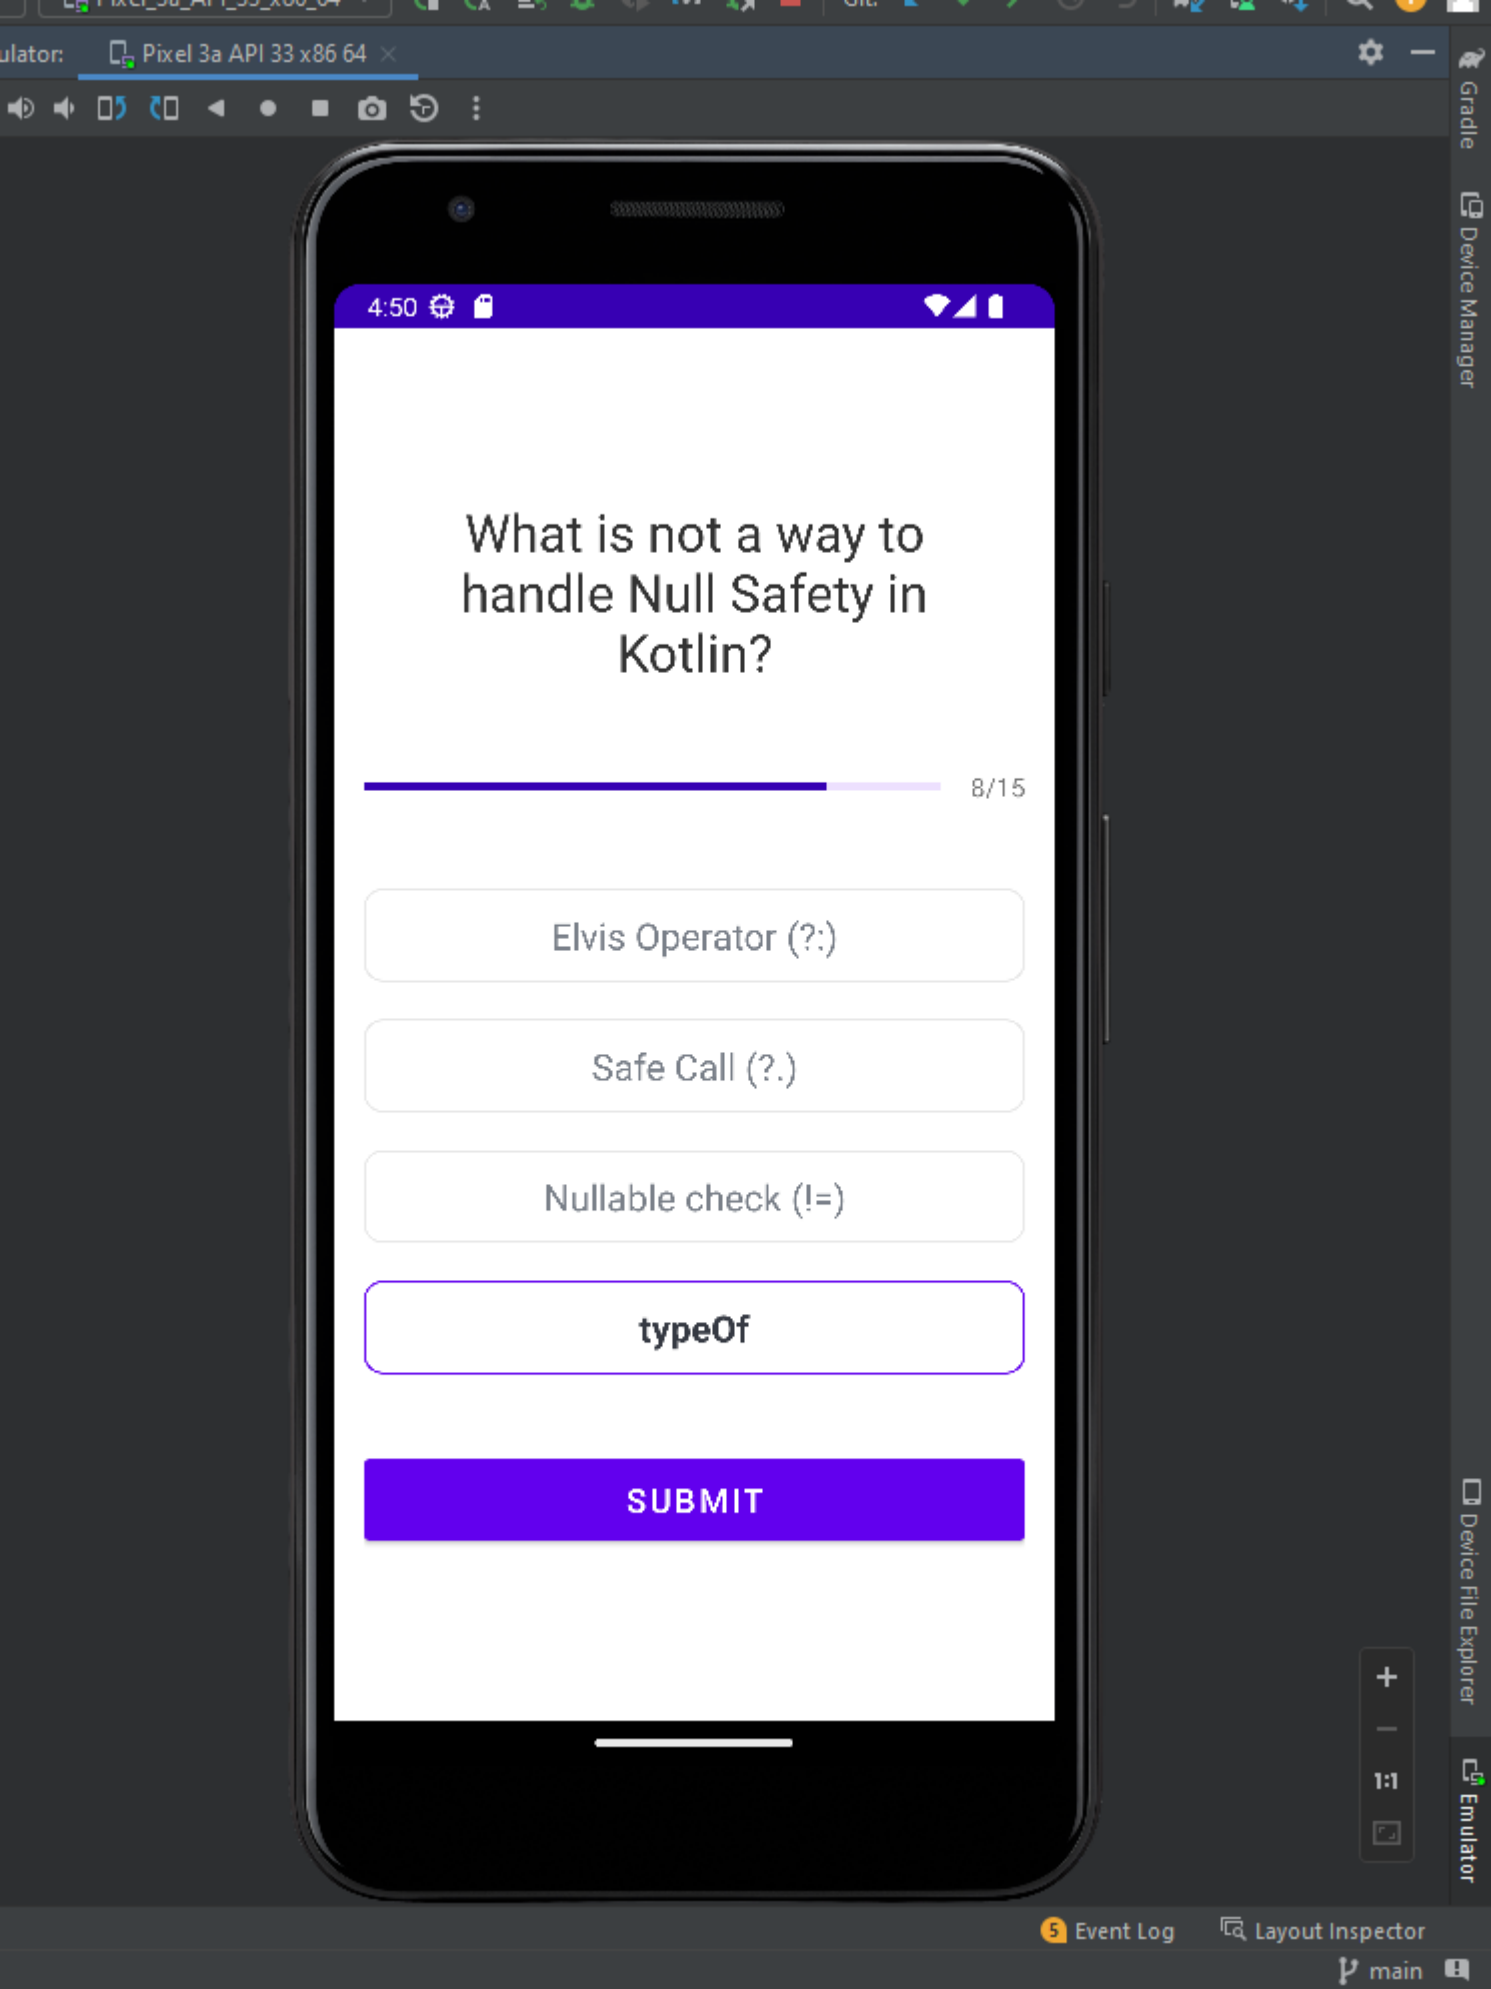 Git:
ulator:
Pixel 3a API 33 x86 64
Gradle
Device Manager
4:50
What is not a way to
handle Null Safety in
Kotlin?
8/15
Elvis Operator (?:)
Safe Call (?.)
Nullable check (!=)
typeOf
SUBMIT
Device File Explorer
1:1
Emulator
5 Event Log
Layout Inspector
main